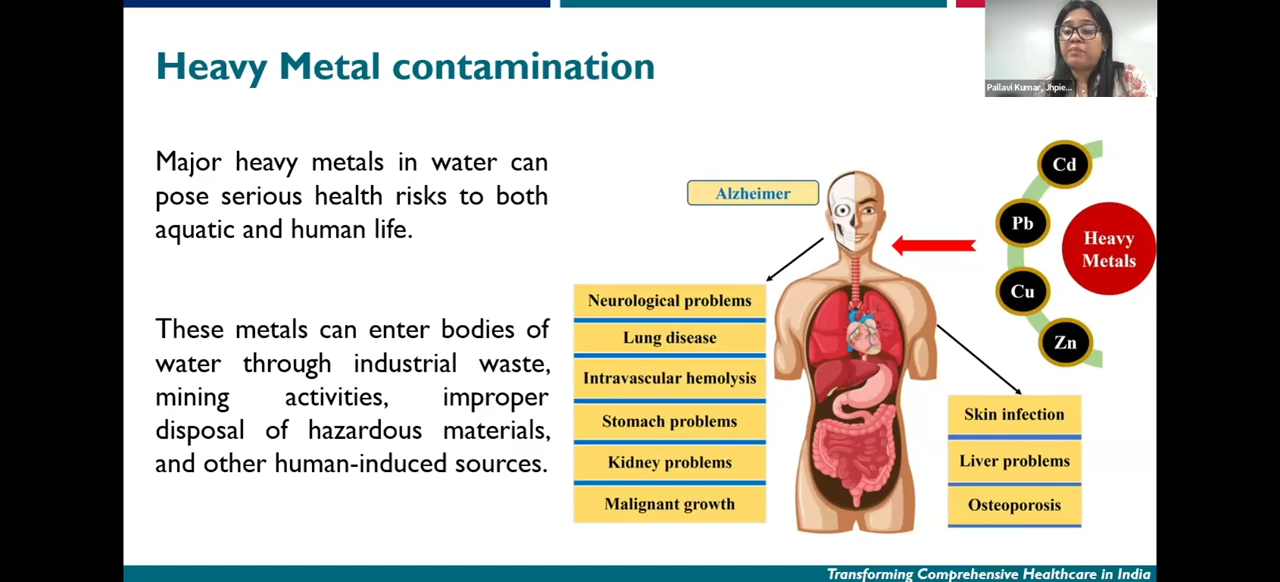 Heavy Metal contamination
Pallavi Kumar, Jhpie...
Major heavy metals in water can
pose serious health risks to both
aquatic and human life.
These metals can enter bodies of
water through industrial waste,
mining activities, improper
disposal of hazardous materials,
and other human-induced sources.
Alzheimer
Neurological problems
Lung disease
Intravascular hemolysis
Stomach problems
Kidney problems
Malignant growth
Cd
Pb
Cu
Zn
Heavy
Metals
Skin infection
Liver problems
Osteoporosis
Transforming Comprehensive Healthcare in India